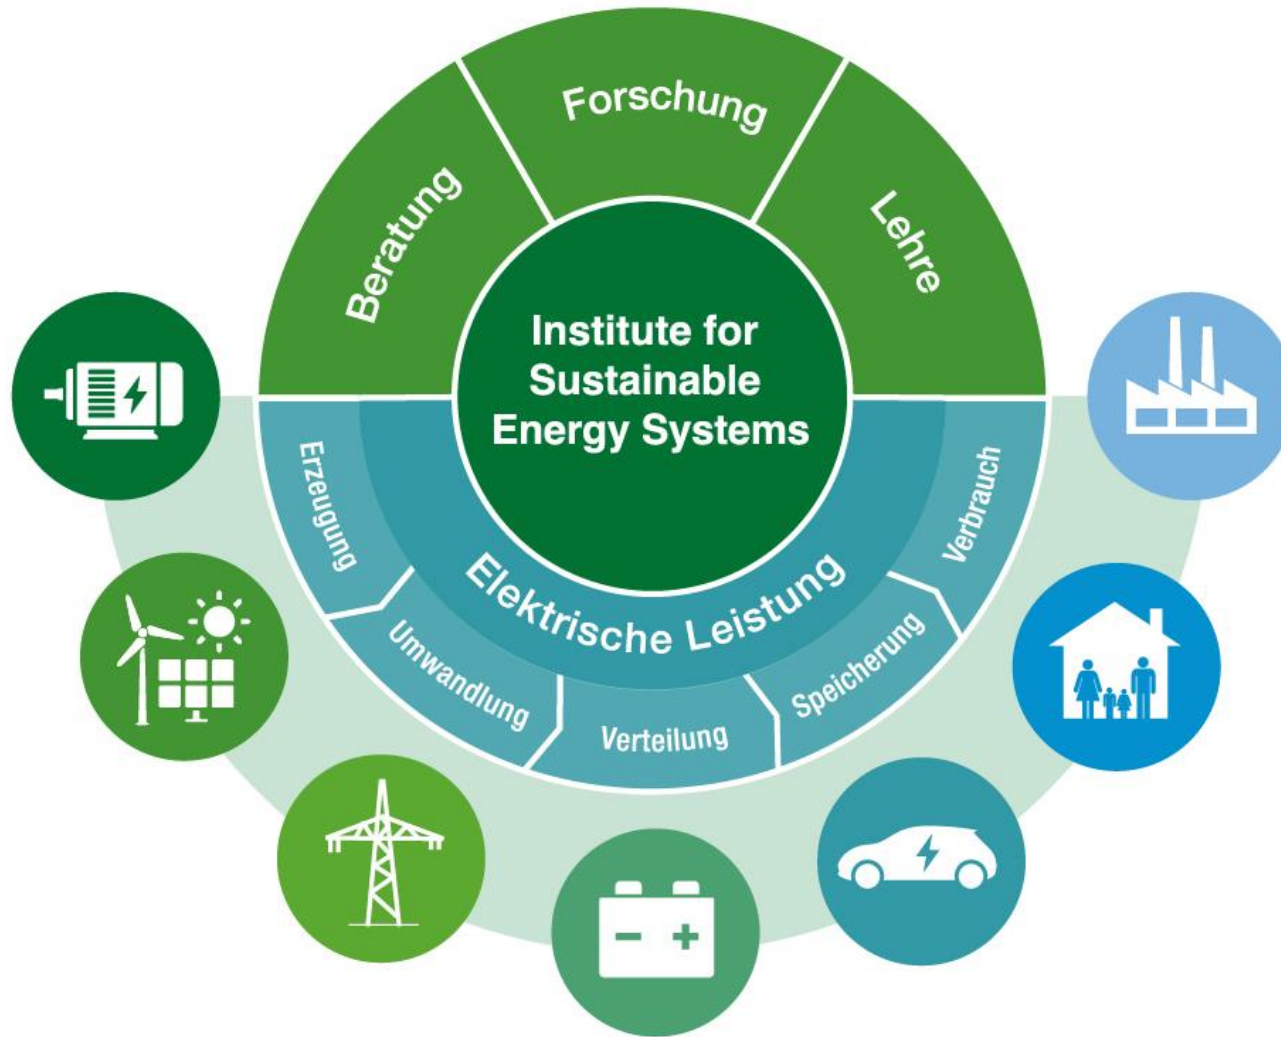 Beratung
Forschung
Lehre
Institute for
Sustainable
Energy Systems
Elektrische Leistung
Erzeugung
Umwandlung
Verteilung
Speicherung
Verbrauch